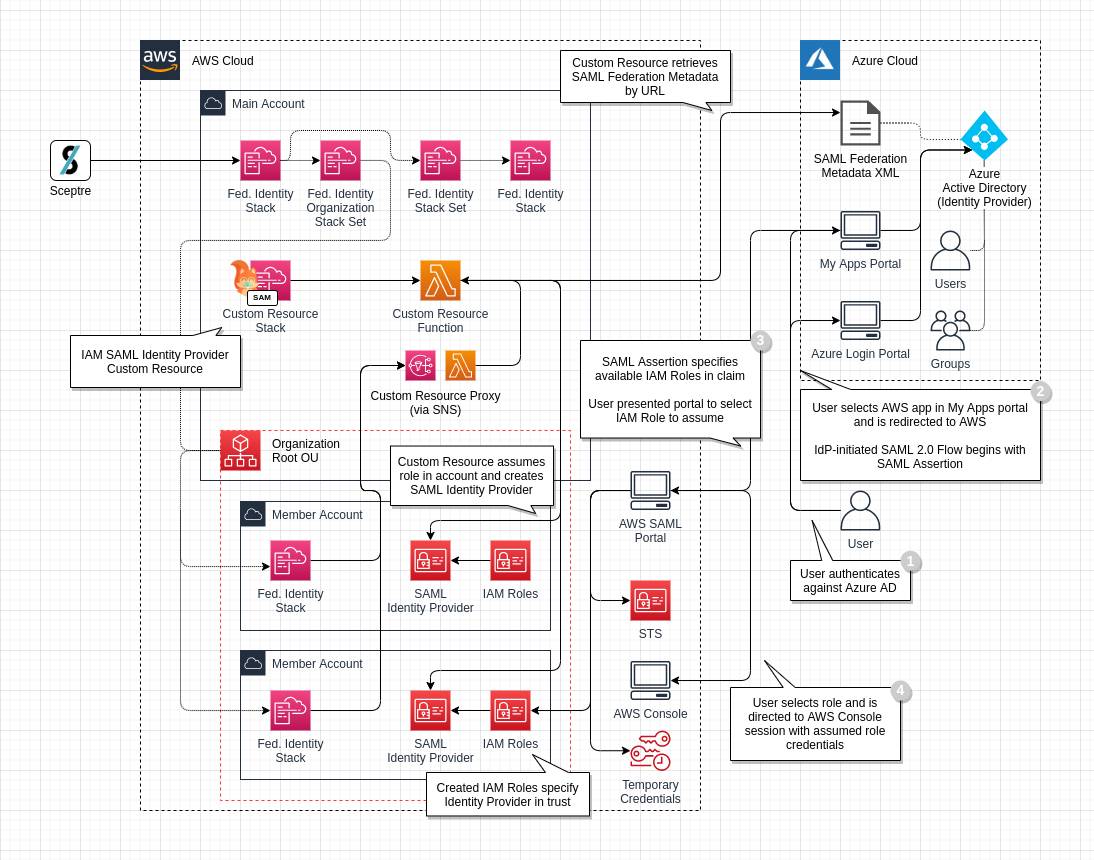 aws
AWS Cloud
Custom Resource retrieves
SAML Federation Metadata
by URL
Azure Cloud
Main Account
Sceptre
Fed. Identity
Stack
Fed. Identity
Organization
Stack Set
Fed. Identity
Stack Set
Fed. Identity
Stack
SAML Federation
Metadata XML
Azure
Active Directory
(Identity Provider)
My Apps Portal
Users
SAM
Custom Resource
Stack
Custom Resource
Function
Azure Login Portal
Groups
IAM SAML Identity Provider
Custom Resource
Custom Resource Proxy
(via SNS)
3
SAML Assertion specifies
available IAM Roles in claim
User presented portal to select
IAM Role to assume
2
User selects AWS app in My Apps portal
and is redirected to AWS
IdP-initiated SAML 2.0 Flow begins with
SAML Assertion
Organization
Root OU
Custom Resource assumes
role in account and creates
SAML Identity Provider
Member Account
Fed. Identity
Stack
SAML
Identity Provider
IAM Roles
AWS SAML
Portal
User
1
User authenticates
against Azure AD
STS
Member Account
Fed. Identity
Stack
SAML
Identity Provider
IAM Roles
AWS Console
4
User selects role and is
directed to AWS Console
session with assumed role
credentials
Temporary
Credentials
Created IAM Roles specify
Identity Provider in trust